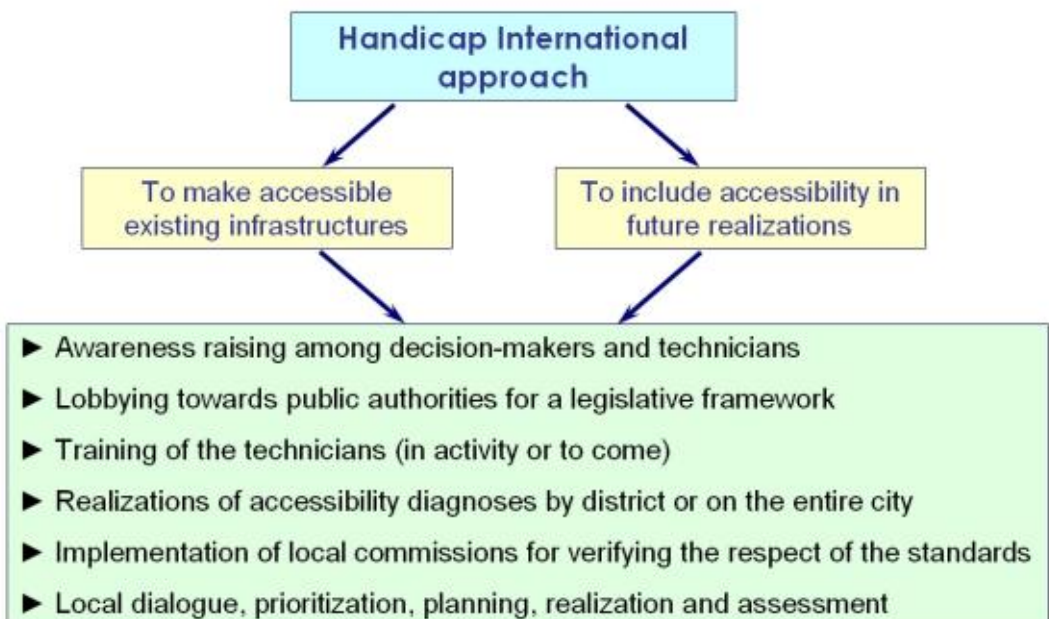 Handicap International
approach
To make accessible
existing infrastructures
To include accessibility in
future realizations
► Awareness raising among decision-makers and technicians
► Lobbying towards public authorities for a legislative framework
► Training of the technicians (in activity or to come)
► Realizations of accessibility diagnoses by district or on the entire city
► Implementation of local commissions for verifying the respect of the standards
► Local dialogue, prioritization, planning, realization and assessment